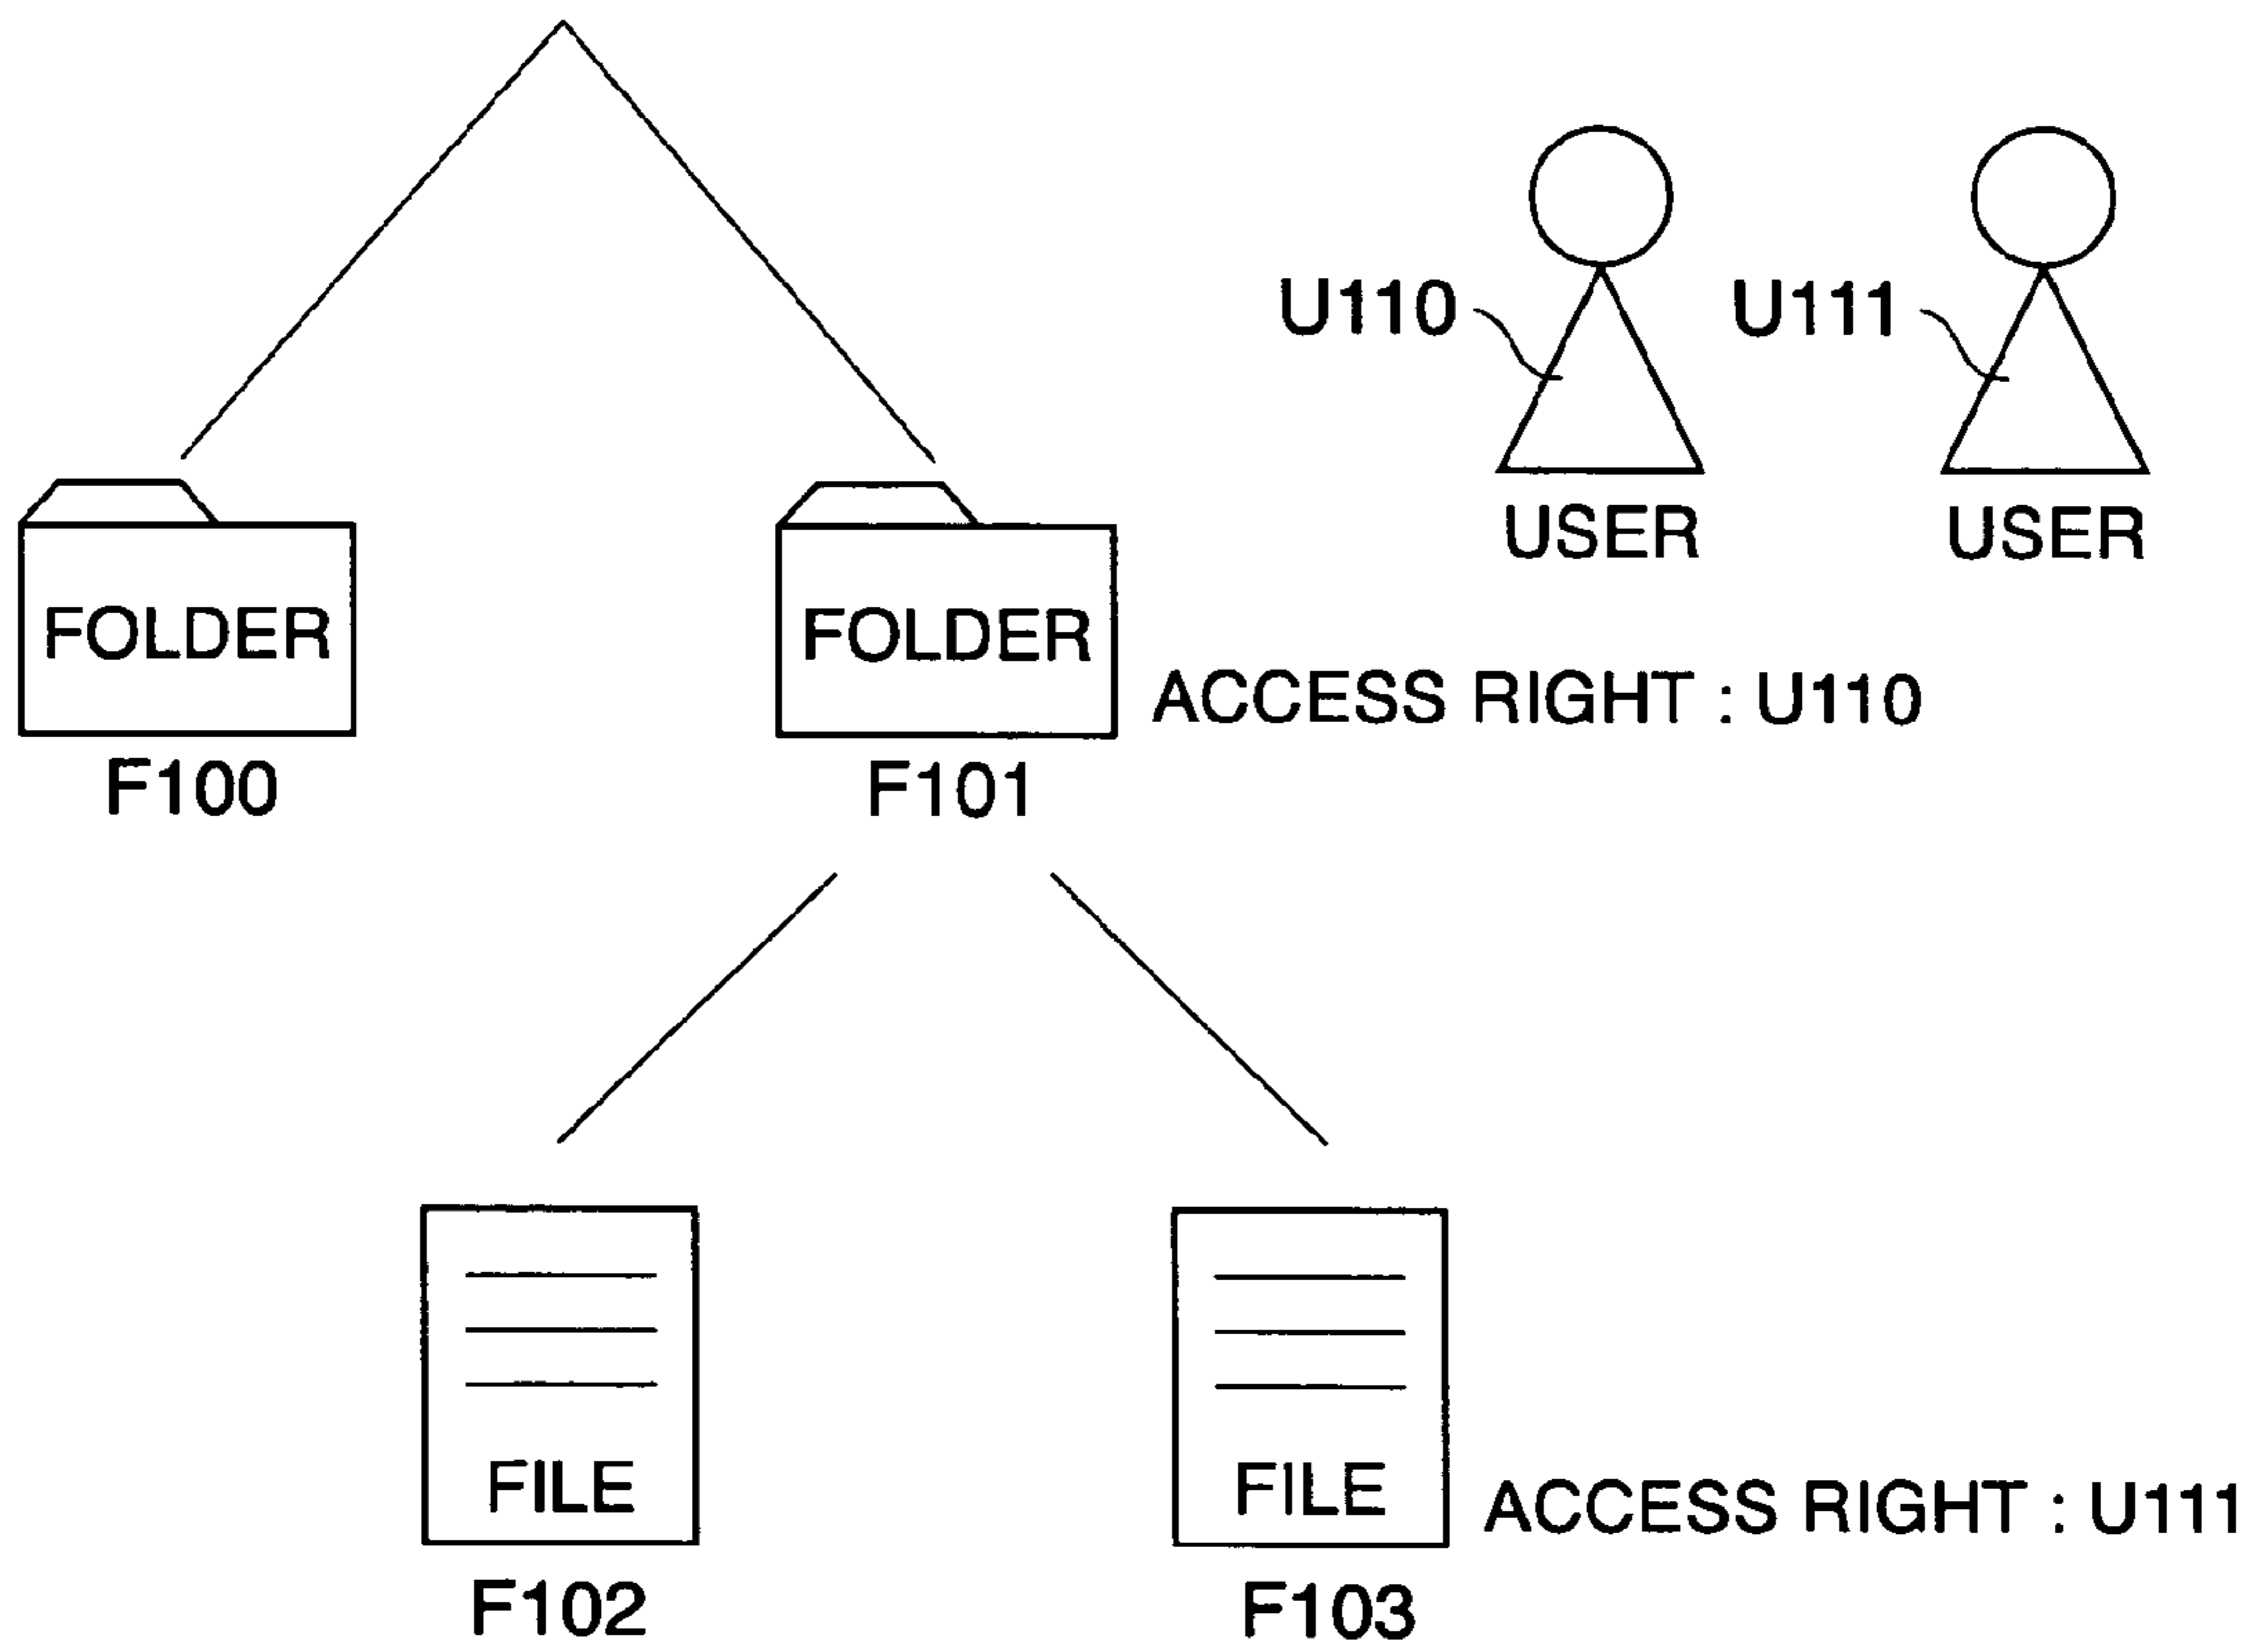 U110
U111
USER
USER
FOLDER
FOLDER
ACCESS RIGHT : U110
F100
F101
FILE
FILE
ACCESS RIGHT : U111
F102
F103